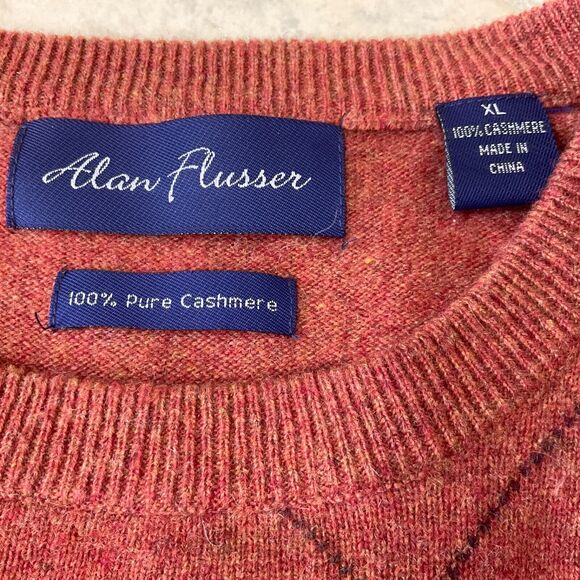 Alan Flusser
100% Pure Cashmere
XL
100% CASHMERE
MADE IN
CHINA